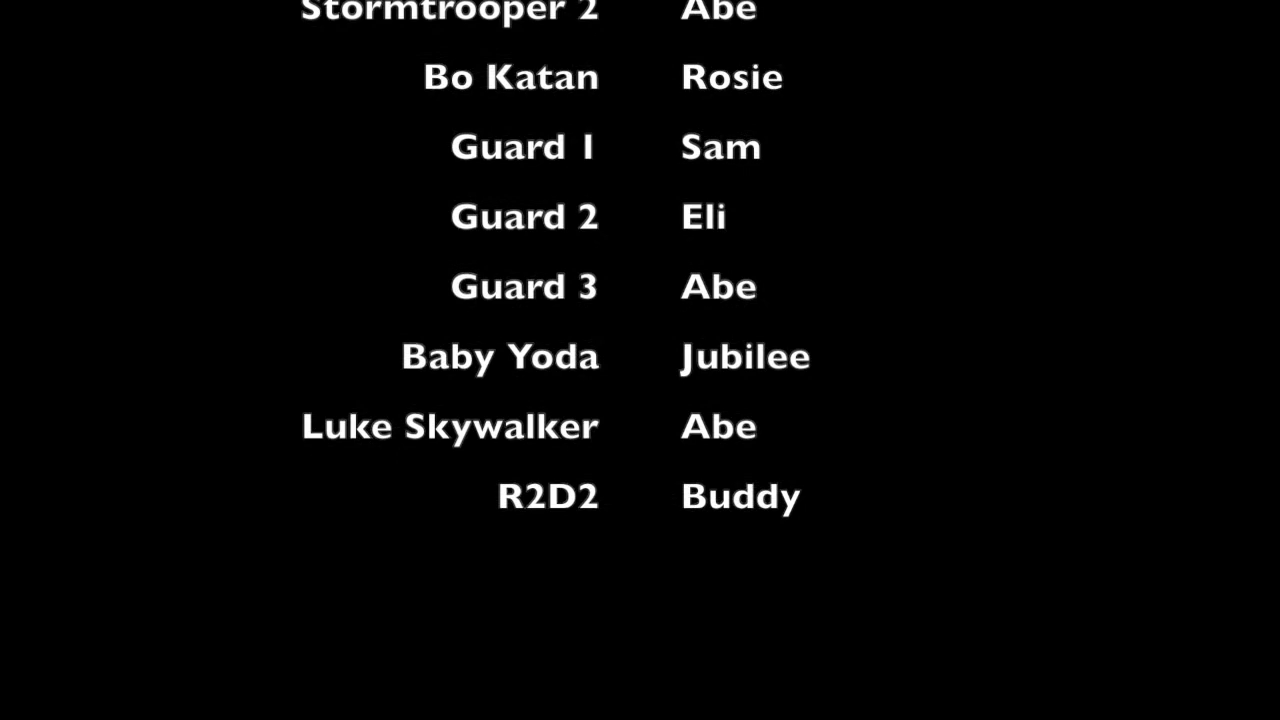 Stormtrooper 2 Abe
Bo Katan Rosie
Guard 1 Sam
Guard 2 Eli
Guard 3 Abe
Baby Yoda Jubilee
Luke Skywalker Abe
R2D2 Buddy